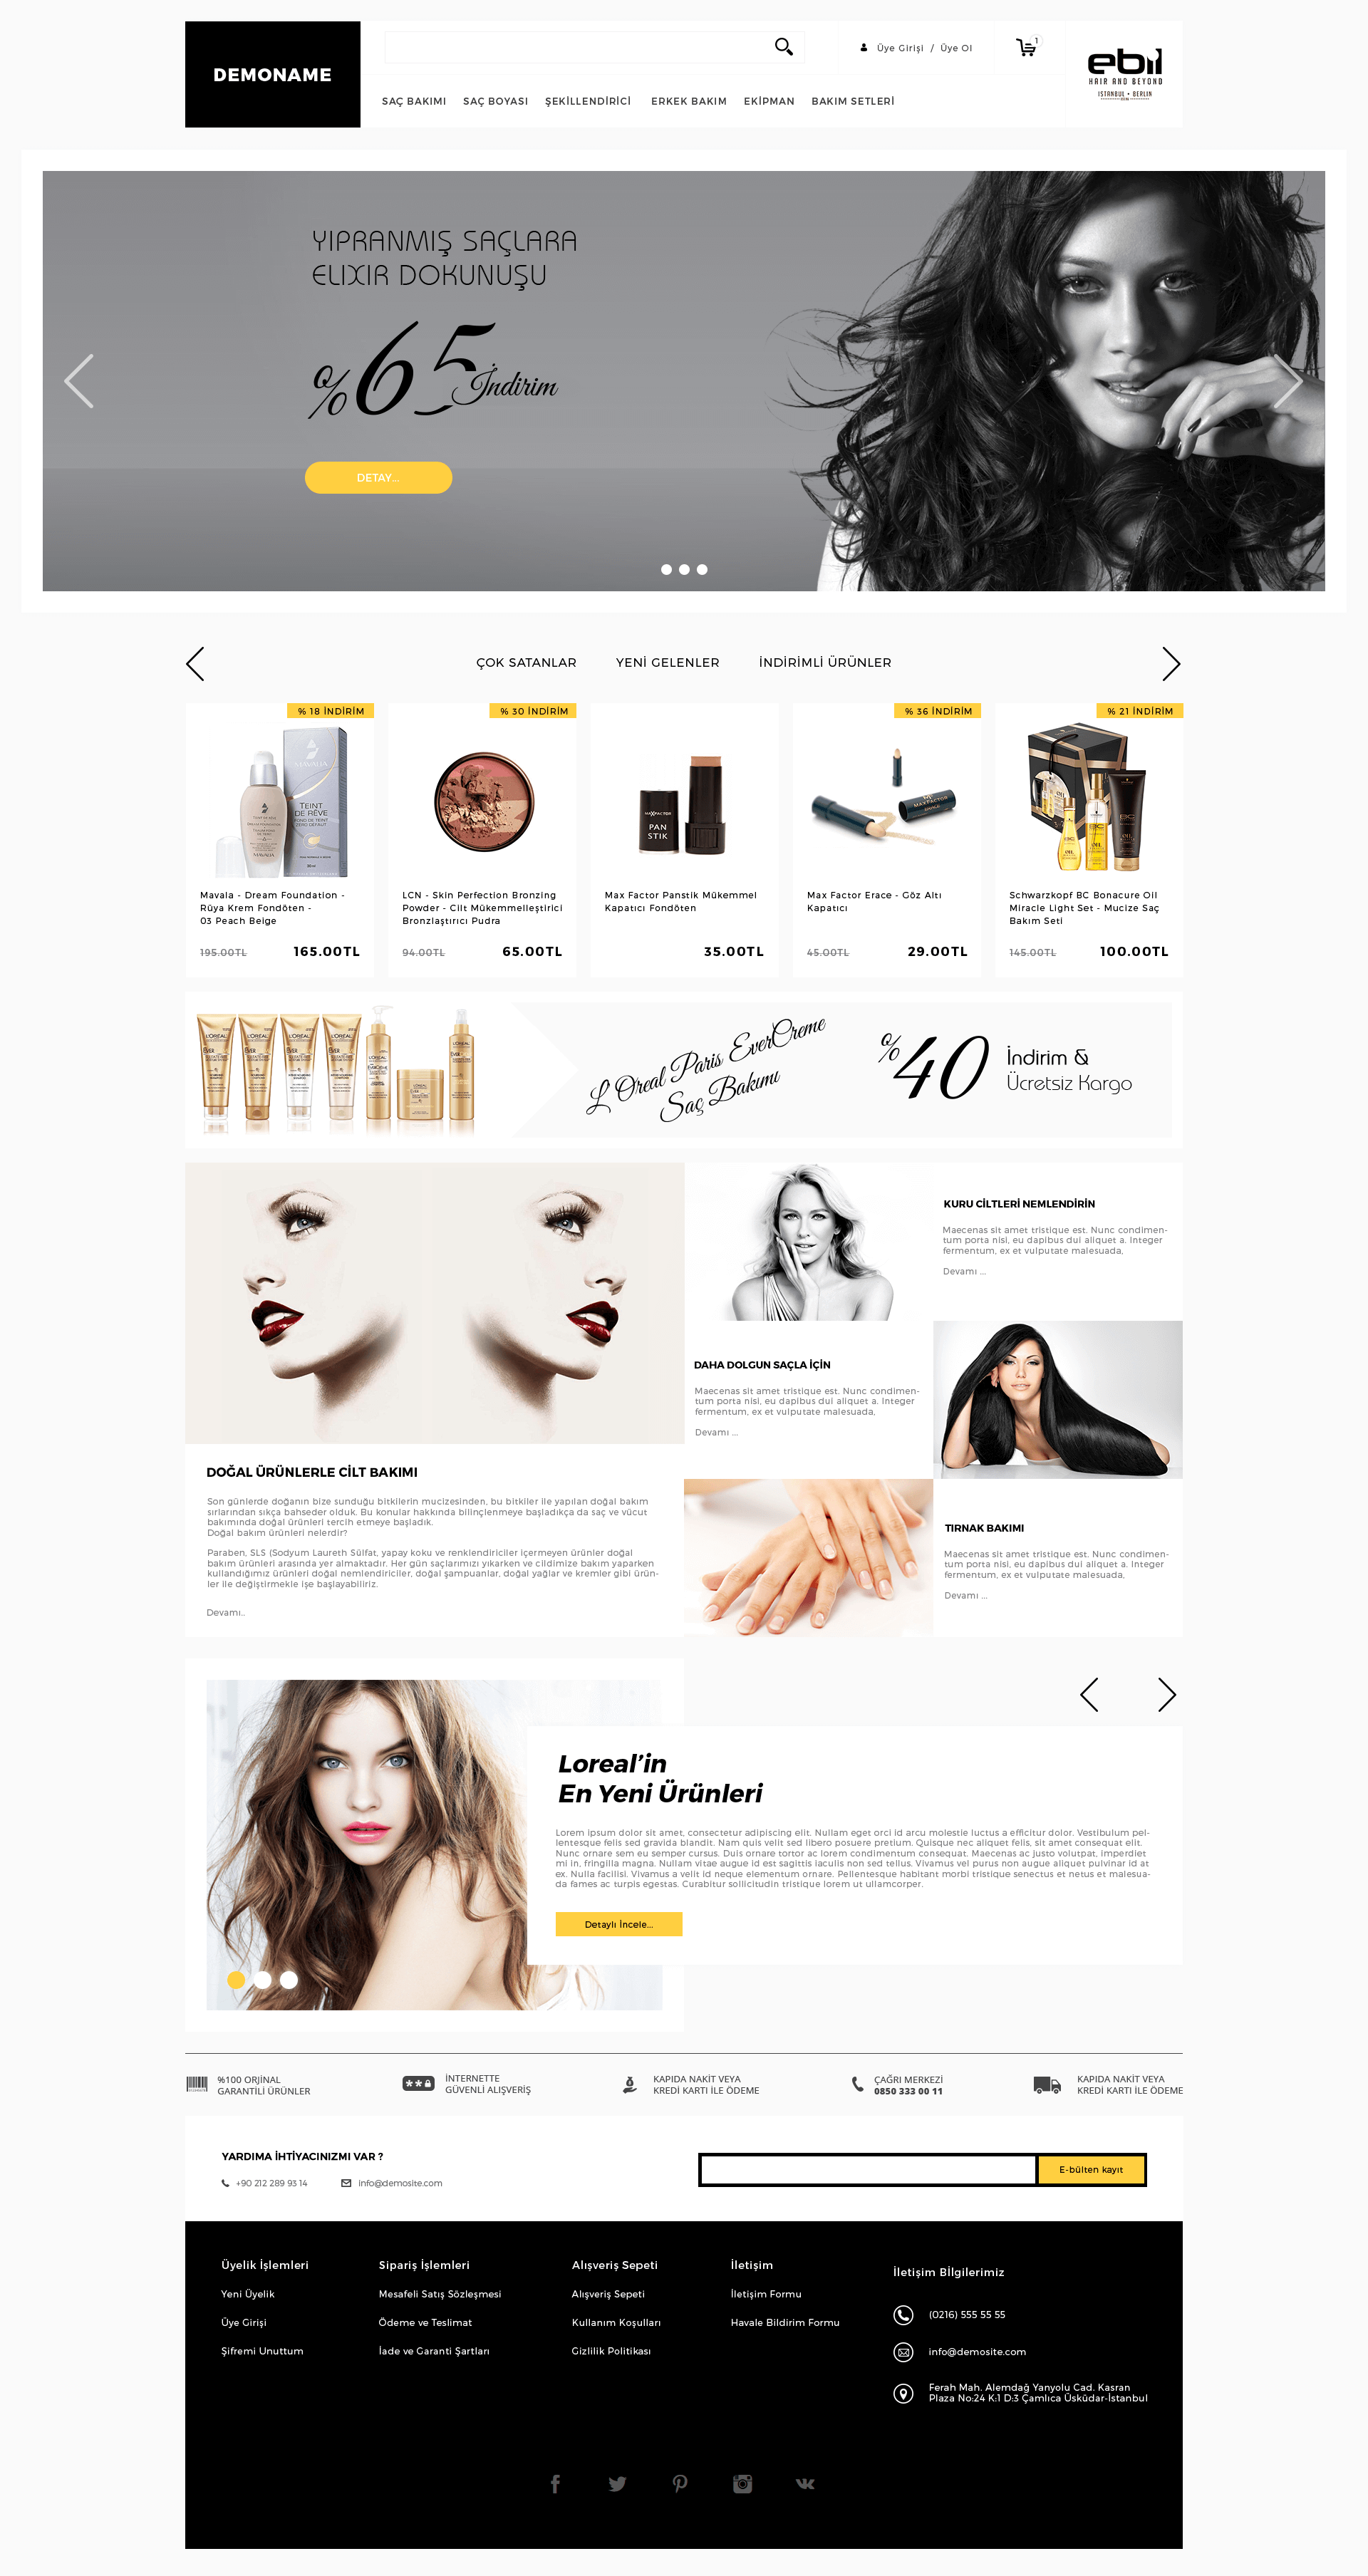 DEMONAME
Üye Girişi / Üye Ol
1
ebil
HAIR AND BEYOND
ISTANBUL • BERLIN
SAÇ BAKIMI SAÇ BOYASI ŞEKİLLENDİRİCİ ERKEK BAKIM EKİPMAN BAKIM SETLERİ
YIPRANMIŞ SAÇLARA
ELIXIR DOKUNUŞU
%65 İndirim
DETAY...
ÇOK SATANLAR YENİ GELENLER İNDİRİMLİ ÜRÜNLER
% 18 İNDİRİM
MAVALA
TEINT
DE RÊVE
Mavala - Dream Foundation -
Rüya Krem Fondöten -
03 Peach Beige
195.00TL 165.00TL
% 30 İNDİRİM
LCN - Skin Perfection Bronzing
Powder - Cilt Mükemmelleştirici
Bronzlaştırıcı Pudra
94.00TL 65.00TL
MAXFACTOR
PAN
STIK
Max Factor Panstik Mükemmel
Kapatıcı Fondöten
35.00TL
% 36 İNDİRİM
MAXFACTOR
Max Factor Erace - Göz Altı
Kapatıcı
45.00TL 29.00TL
% 21 İNDİRİM
Schwarzkopf BC Bonacure Oil
Miracle Light Set - Mucize Saç
Bakım Seti
145.00TL 100.00TL
L'Oreal Paris EverCreme
Saç Bakımı
%40
İndirim &
Ücretsiz Kargo
DOĞAL ÜRÜNLERLE CİLT BAKIMI
Son günlerde doğanın bize sunduğu bitkilerin mucizesinden, bu bitkiler ile yapılan doğal bakım
sırlarından sıkça bahseder olduk. Bu konular hakkında bilinçlenmeye başladıkça da saç ve vücut
bakımında doğal ürünleri tercih etmeye başladık.
Doğal bakım ürünleri nelerdir?
Paraben, SLS (Sodyum Laureth Sülfat, yapay koku ve renklendiriciler içermeyen ürünler doğal
bakım ürünleri arasında yer almaktadır. Her gün saçlarımızı yıkarken ve cildimize bakım yaparken
kullandığımız ürünleri doğal nemlendiriciler, doğal şampuanlar, doğal yağlar ve kremler gibi ürün-
ler ile değiştirmekle işe başlayabiliriz.
Devamı..
KURU CİLTLERİ NEMLENDİRİN
Maecenas sit amet tristique est. Nunc condimen-
tum porta nisi, eu dapibus dui aliquet a. Integer
fermentum, ex et vulputate malesuada,
Devamı ...
DAHA DOLGUN SAÇLA İÇİN
Maecenas sit amet tristique est. Nunc condimen-
tum porta nisi, eu dapibus dui aliquet a. Integer
fermentum, ex et vulputate malesuada,
Devamı ...
TIRNAK BAKIMI
Maecenas sit amet tristique est. Nunc condimen-
tum porta nisi, eu dapibus dui aliquet a. Integer
fermentum, ex et vulputate malesuada,
Devamı ...
Loreal'in
En Yeni Ürünleri
Lorem ipsum dolor sit amet, consectetur adipiscing elit. Nullam eget orci id arcu molestie luctus a efficitur dolor. Vestibulum pel-
lentesque felis sed gravida blandit. Nam quis velit sed libero posuere pretium. Quisque nec aliquet felis, sit amet consequat elit.
Nunc ornare sem eu semper cursus. Duis ornare tortor ac lorem condimentum consequat. Maecenas ac justo volutpat, imperdiet
mi in, fringilla magna. Nullam vitae augue id est sagittis iaculis non sed tellus. Vivamus vel purus non augue aliquet pulvinar id at
ex. Nulla facilisi. Vivamus a velit id neque elementum ornare. Pellentesque habitant morbi tristique senectus et netus et malesua-
da fames ac turpis egestas. Curabitur sollicitudin tristique lorem ut ullamcorper.
Detaylı İncele...
%100 ORJİNAL
GARANTİLİ ÜRÜNLER
İNTERNETTE
GÜVENLİ ALIŞVERİŞ
KAPIDA NAKİT VEYA
KREDİ KARTI İLE ÖDEME
ÇAĞRI MERKEZİ
0850 333 00 11
KAPIDA NAKİT VEYA
KREDİ KARTI İLE ÖDEME
YARDIMA İHTİYACINIZMI VAR ?
+90 212 289 93 14 info@demosite.com
E-bülten kayıt
Üyelik İşlemleri
Yeni Üyelik
Üye Girişi
Şifremi Unuttum
Sipariş İşlemleri
Mesafeli Satış Sözleşmesi
Ödeme ve Teslimat
İade ve Garanti Şartları
Alışveriş Sepeti
Alışveriş Sepeti
Kullanım Koşulları
Gizlilik Politikası
İletişim
İletişim Formu
Havale Bildirim Formu
İletişim Bİlgilerimiz
(0216) 555 55 55
info@demosite.com
Ferah Mah. Alemdağ Yanyolu Cad. Kasran
Plaza No:24 K:1 D:3 Çamlıca Üsküdar-İstanbul